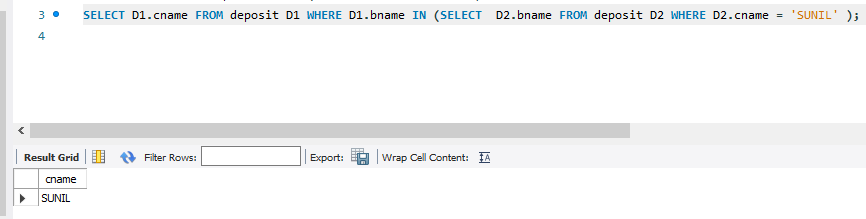 3 SELECT D1.cname FROM deposit D1 WHERE D1.bname IN (SELECT  D2.bname FROM deposit D2 WHERE D2.cname = 'SUNIL' );
4
Result Grid Filter Rows: Export: Wrap Cell Content: IA
cname
SUNIL